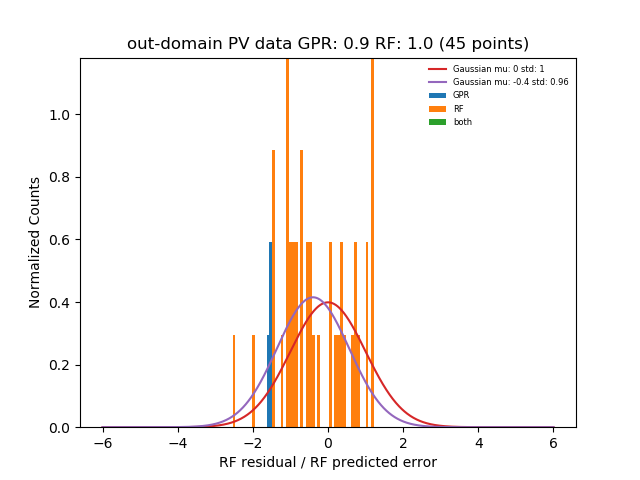 out-domain PV data GPR: 0.9 RF: 1.0 (45 points)
Gaussian mu: 0 std: 1
Gaussian mu: -0.4 std: 0.96
GPR
RF
both
Normalized Counts
1.0
0.8
0.6
0.4
0.2
0.0
−6 −4 −2 0 2 4 6
RF residual / RF predicted error